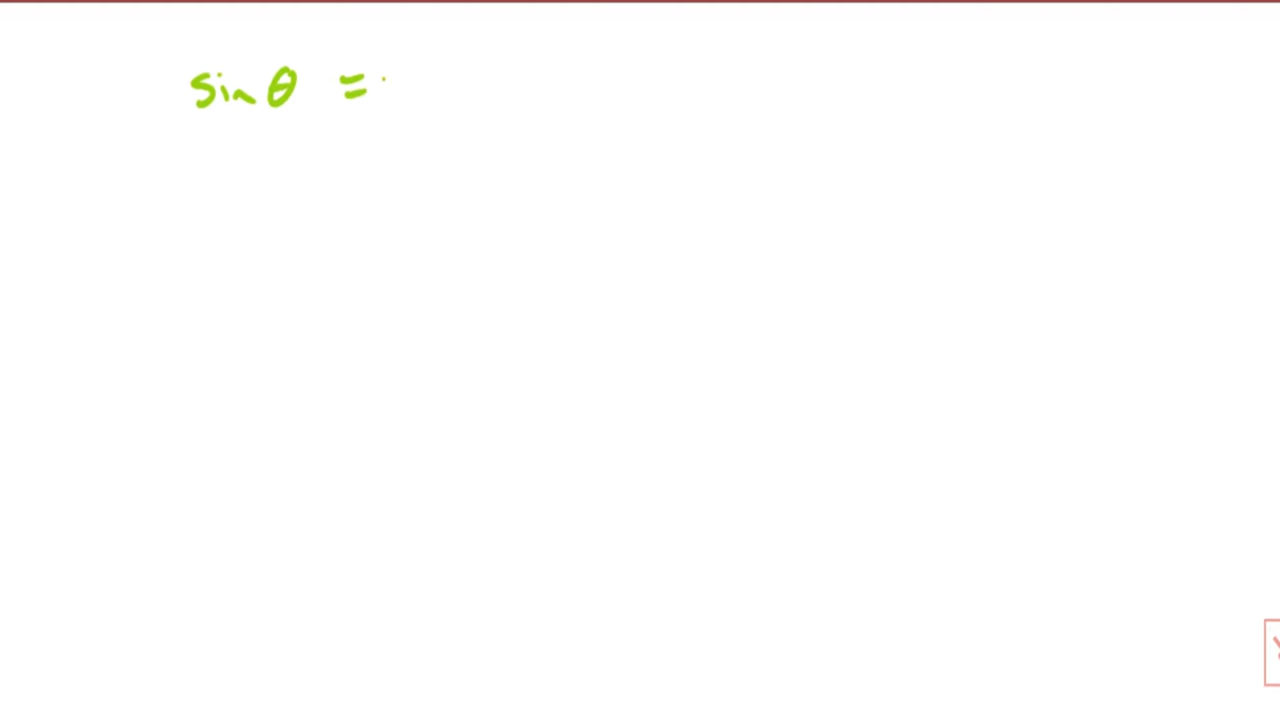 sin θ =